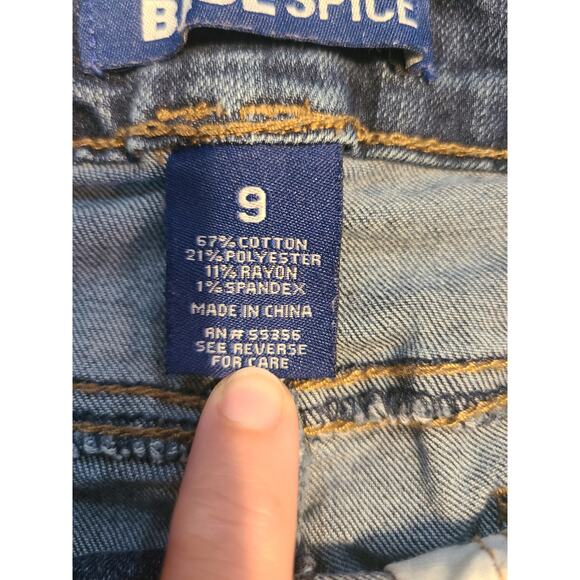 SPICE
9
67% COTTON
21% POLYESTER
11% RAYON
1% SPANDEX
MADE IN CHINA
RN# 55356
SEE REVERSE
FOR CARE